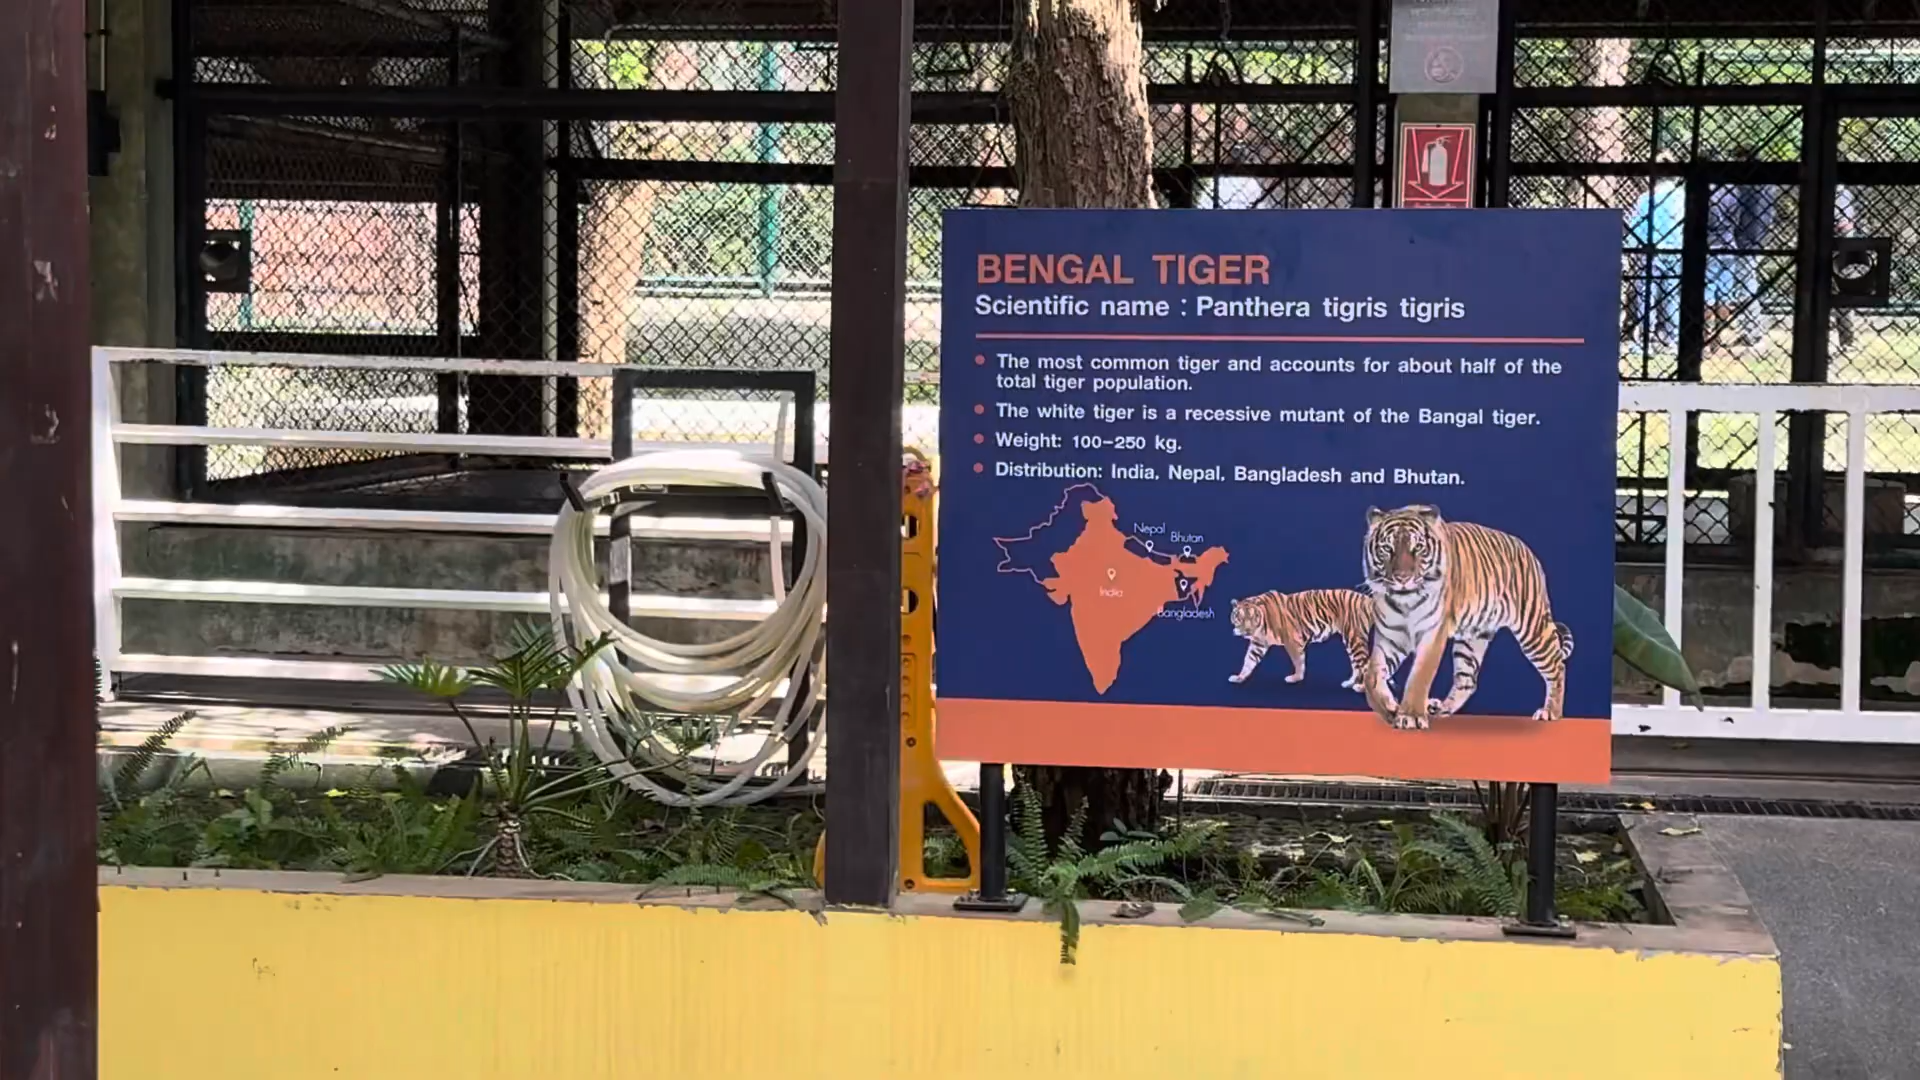 BENGAL TIGER
Scientific name : Panthera tigris tigris
The most common tiger and accounts for about half of the
total tiger population.
The white tiger is a recessive mutant of the Bangal tiger.
Weight: 100-250 kg.
Distribution: India, Nepal, Bangladesh and Bhutan.
Nepal
Bhutan
India
Bangladesh